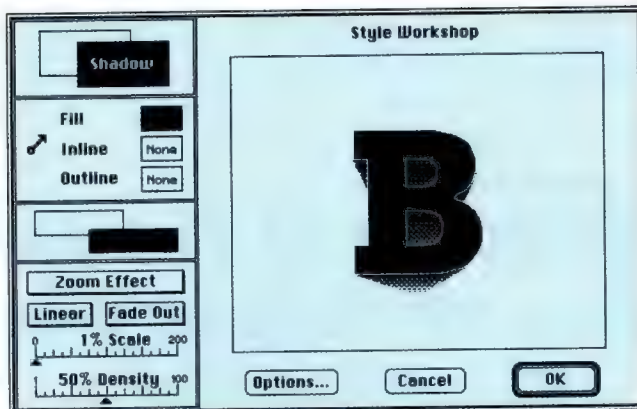 Style Workshop
Shadow
Fill
Inline None
Outline None
Zoom Effect
Linear Fade Out
0 1% Scale 200
1 50% Density 100
B
Options... Cancel OK